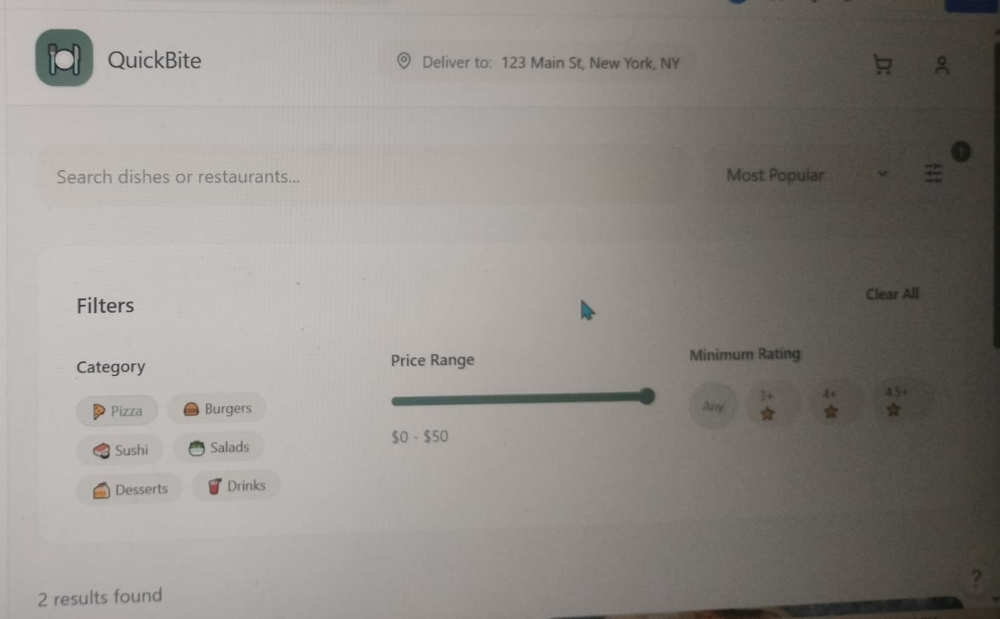 QuickBite
Deliver to: 123 Main St, New York, NY
Search dishes or restaurants...
Most Popular
1
Filters
Clear All
Category
Pizza
Burgers
Sushi
Salads
Desserts
Drinks
Price Range
$0 - $50
Minimum Rating
Any
3+
4+
4.5+
2 results found
?